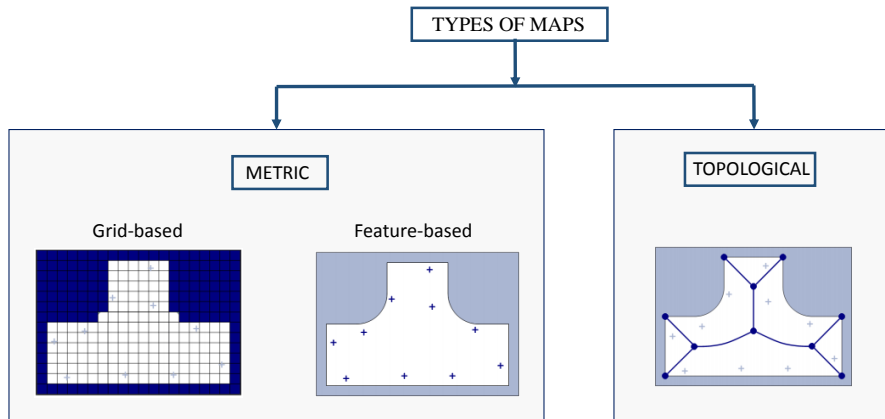 TYPES OF MAPS
METRIC
TOPOLOGICAL
Grid-based
Feature-based